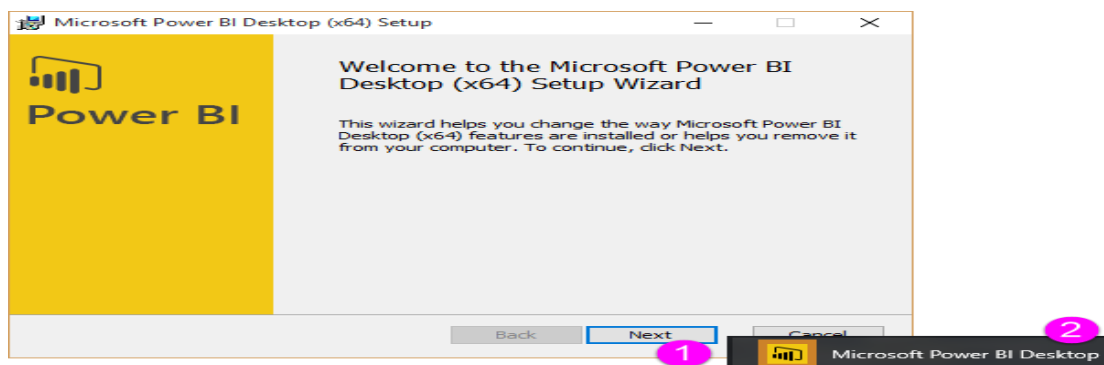 Microsoft Power BI Desktop (x64) Setup
Power BI
Welcome to the Microsoft Power BI
Desktop (x64) Setup Wizard
This wizard helps you change the way Microsoft Power BI
Desktop (x64) features are installed or helps you remove it
from your computer. To continue, click Next.
Back Next Cancel
1
2
Microsoft Power BI Desktop